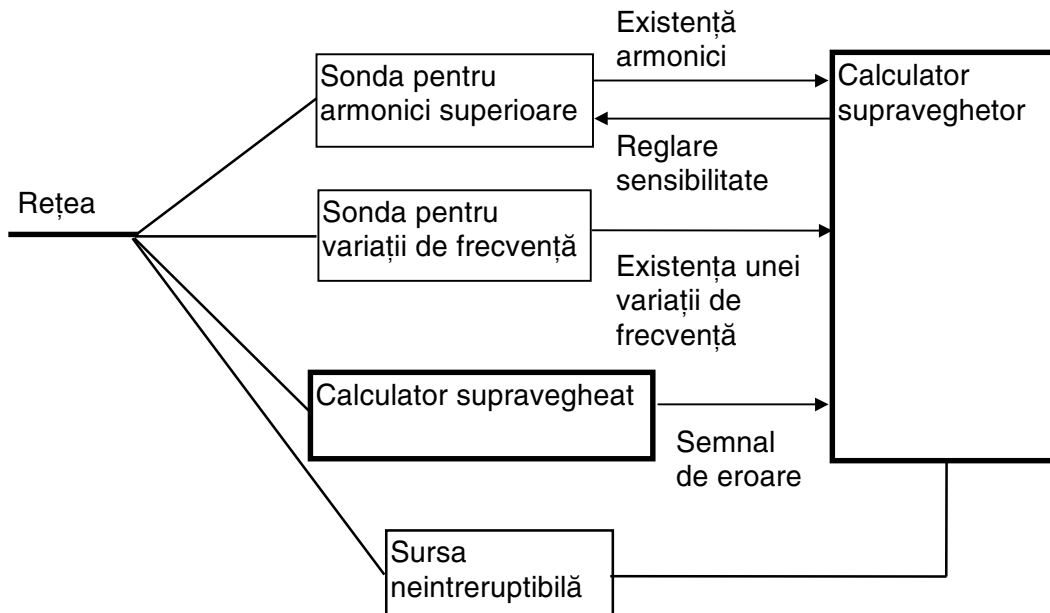 Existență
armonici
Sonda pentru
armonici superioare
Calculator
supraveghetor
Reglare
sensibilitate
Rețea
Sonda pentru
variații de frecvență
Existența unei
variații de
frecvență
Calculator supravegheat
Semnal
de eroare
Sursa
neintreruptibilă